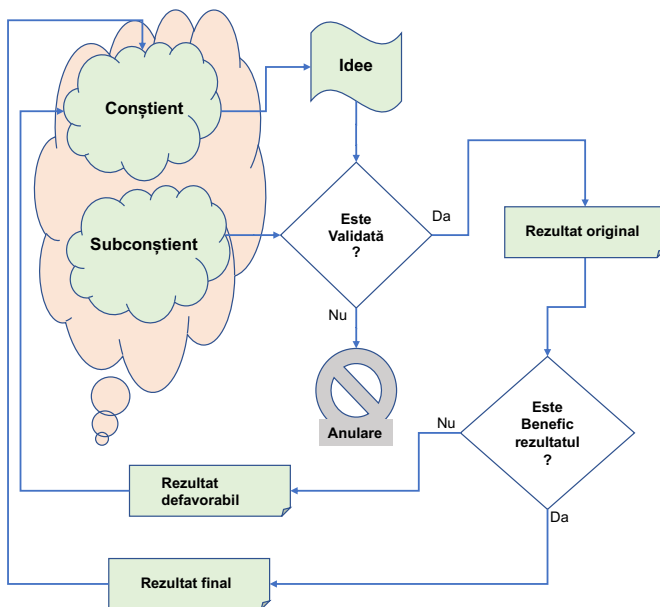 Conștient
Idee
Subconștient
Este
Validată
?
Da
Nu
Rezultat original
Anulare
Este
Benefic
rezultatul
?
Nu
Da
Rezultat
defavorabil
Rezultat final